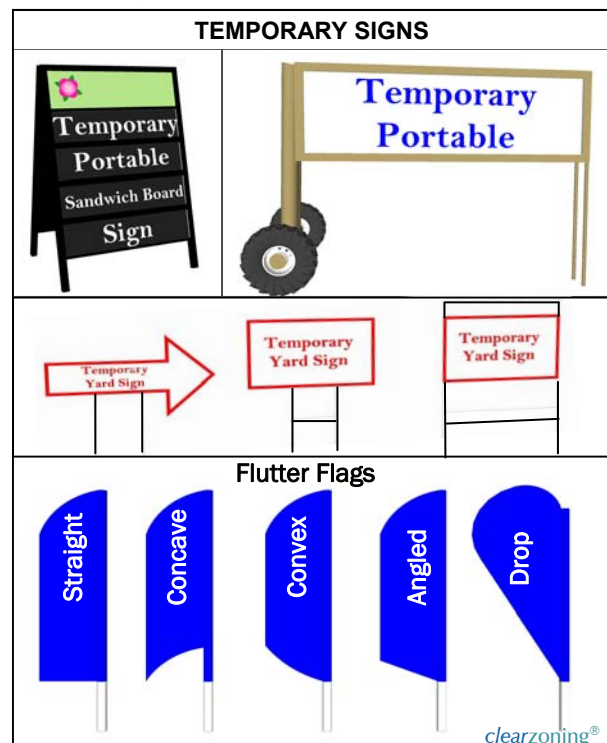 TEMPORARY SIGNS
Temporary
Portable
Sandwich Board
Sign
Temporary
Portable
Temporary
Yard Sign
Temporary
Yard Sign
Temporary
Yard Sign
Flutter Flags
Straight
Concave
Convex
Angled
Drop
clearzoning®